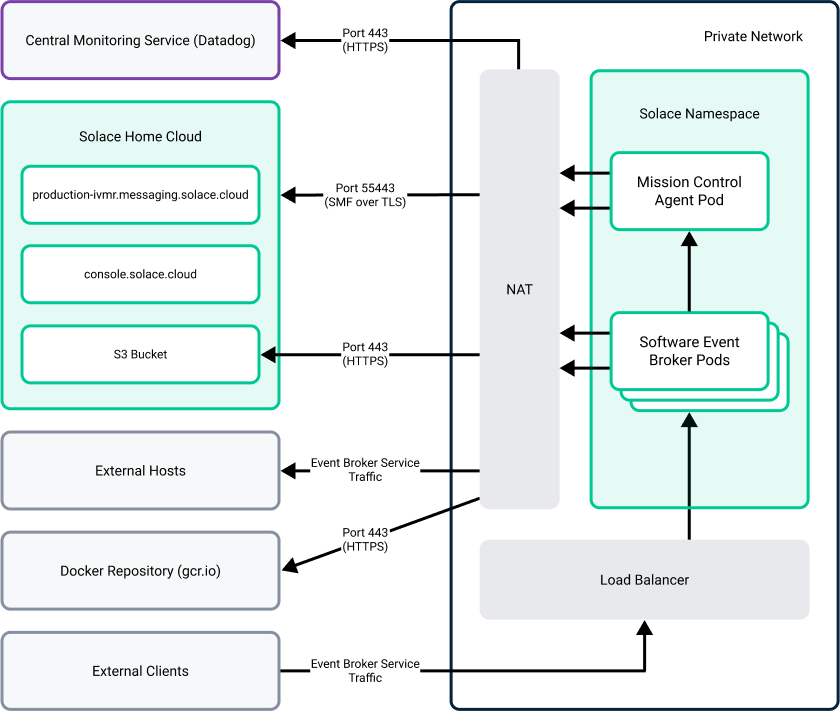 Central Monitoring Service (Datadog)
Port 443
(HTTPS)
Private Network
Solace Home Cloud
production-ivmr.messaging.solace.cloud
console.solace.cloud
S3 Bucket
Port 55443
(SMF over TLS)
Port 443
(HTTPS)
NAT
Solace Namespace
Mission Control
Agent Pod
Software Event
Broker Pods
External Hosts
Event Broker Service
Traffic
Docker Repository (gcr.io)
Port 443
(HTTPS)
Load Balancer
External Clients
Event Broker Service
Traffic